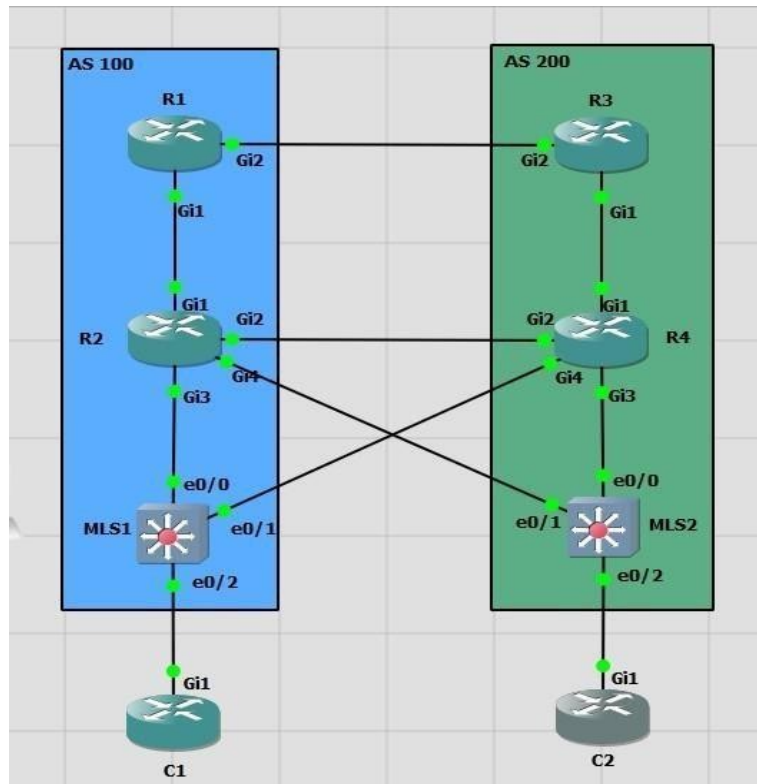 AS 100
AS 200
R1
R3
Gi2
Gi2
Gi1
Gi1
Gi1
Gi1
Gi2
Gi2
R2
R4
Gi4
Gi4
Gi3
Gi3
e0/0
e0/0
MLS1
e0/1
e0/1
MLS2
e0/2
e0/2
Gi1
Gi1
C1
C2